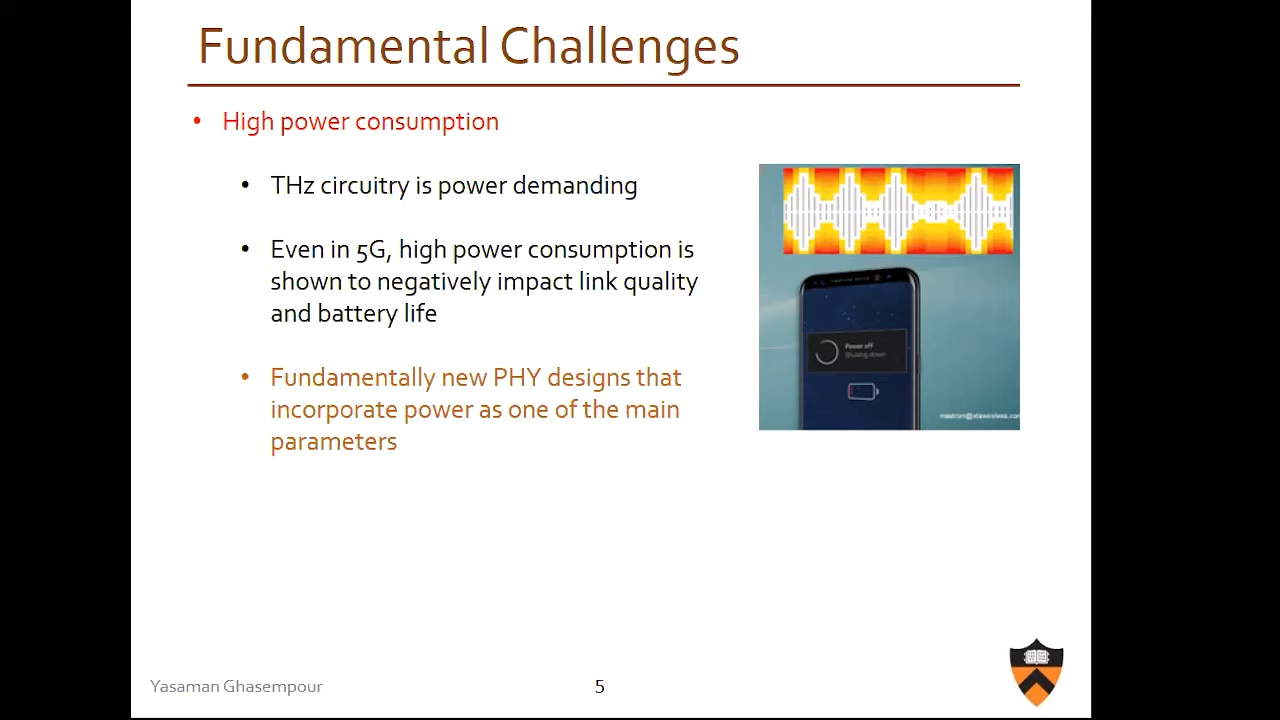 Fundamental Challenges
• High power consumption
• THz circuitry is power demanding
• Even in 5G, high power consumption is
shown to negatively impact link quality
and battery life
• Fundamentally new PHY designs that
incorporate power as one of the main
parameters
Power off
Shutting down
Yasaman Ghasempour
5